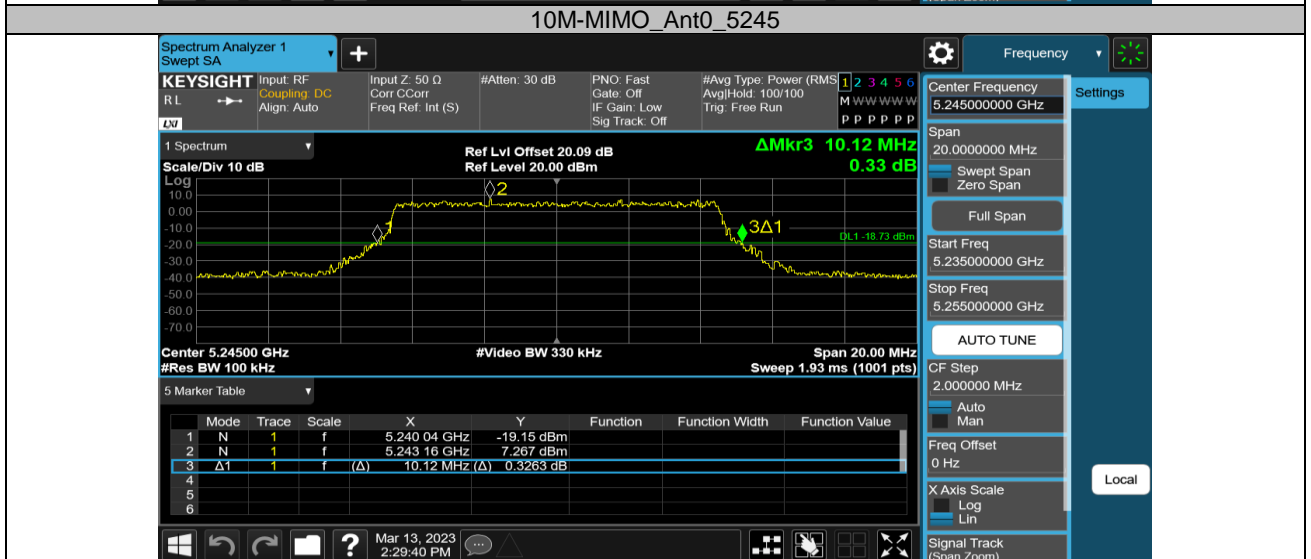 10M-MIMO_Ant0_5245
Spectrum Analyzer 1
Swept SA
Frequency
KEYSIGHT
RL
LXI
Input: RF
Coupling: DC
Align: Auto
Input Z: 50 Ω
Corr CCorr
Freq Ref: Int (S)
#Atten: 30 dB
PNO: Fast
Gate: Off
IF Gain: Low
Sig Track: Off
#Avg Type: Power (RMS
Avg|Hold: 100/100
Trig: Free Run
1 2 3 4 5 6
M W W W W W
P P P P P P
1 Spectrum
Scale/Div 10 dB
Ref Lvl Offset 20.09 dB
Ref Level 20.00 dBm
ΔMkr3 10.12 MHz
0.33 dB
Log
10.0
0.00
-10.0
-20.0
-30.0
-40.0
-50.0
-60.0
-70.0
1
2
3Δ1
DL1 -18.73 dBm
Center 5.24500 GHz
#Video BW 330 kHz
Span 20.00 MHz
#Res BW 100 kHz
Sweep 1.93 ms (1001 pts)
5 Marker Table
Mode Trace Scale X Y Function Function Width Function Value
1 N 1 f 5.240 04 GHz -19.15 dBm
2 N 1 f 5.243 16 GHz 7.267 dBm
3 Δ1 1 f (Δ) 10.12 MHz (Δ) 0.3263 dB
4
5
6
Mar 13, 2023
2:29:40 PM
Center Frequency
5.245000000 GHz
Settings
Span
20.0000000 MHz
Swept Span
Zero Span
Full Span
Start Freq
5.235000000 GHz
Stop Freq
5.255000000 GHz
AUTO TUNE
CF Step
2.000000 MHz
Auto
Man
Freq Offset
0 Hz
X Axis Scale
Log
Lin
Local
Signal Track
(Span Zoom)